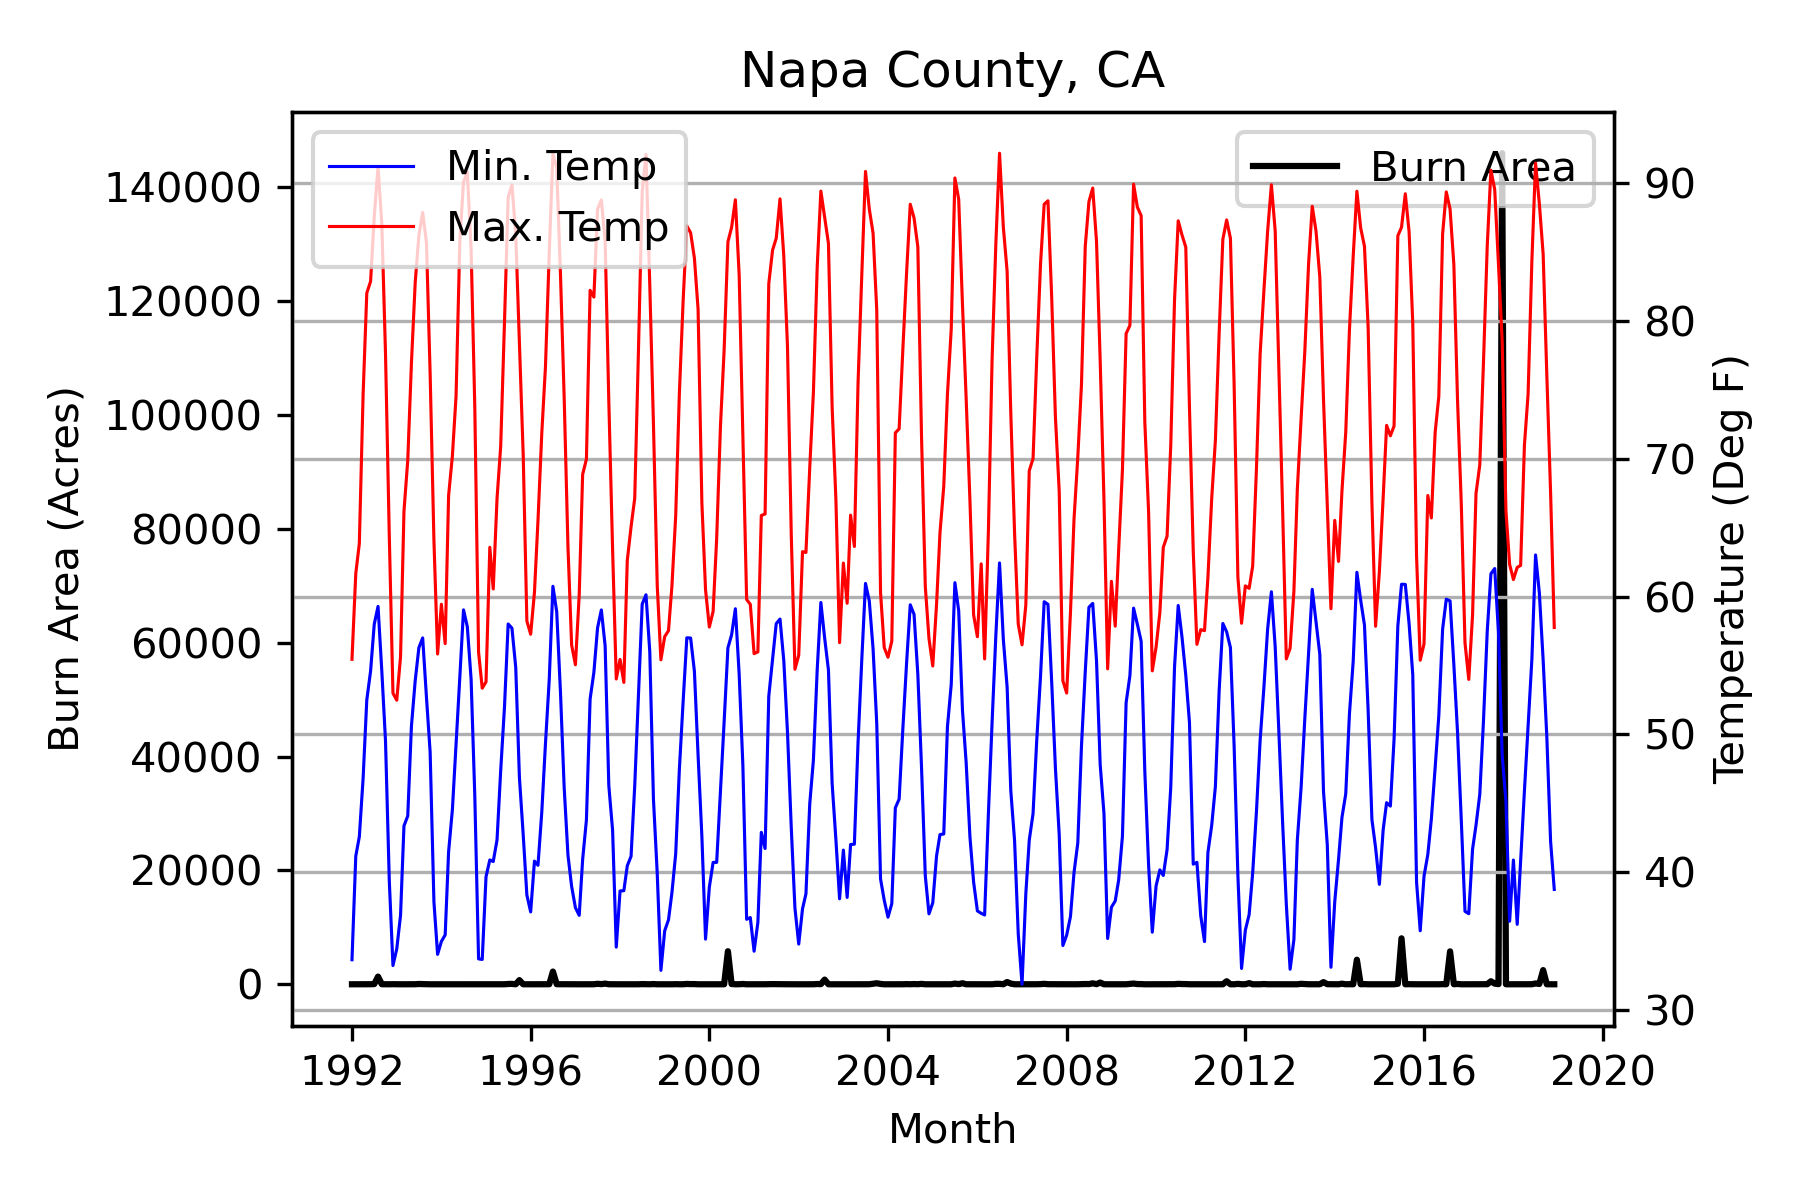 Napa County, CA
Min. Temp
Max. Temp
Burn Area
140000
120000
100000
80000
60000
40000
20000
0
Burn Area (Acres)
90
80
70
60
50
40
30
Temperature (Deg F)
1992 1996 2000 2004 2008 2012 2016 2020
Month